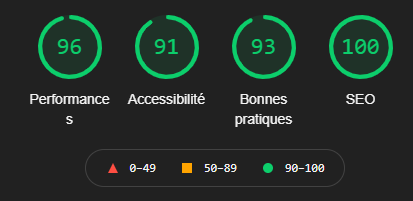 96 91 93 100
Performance
s
Accessibilité
Bonnes
pratiques
SEO
0–49 50–89 90–100